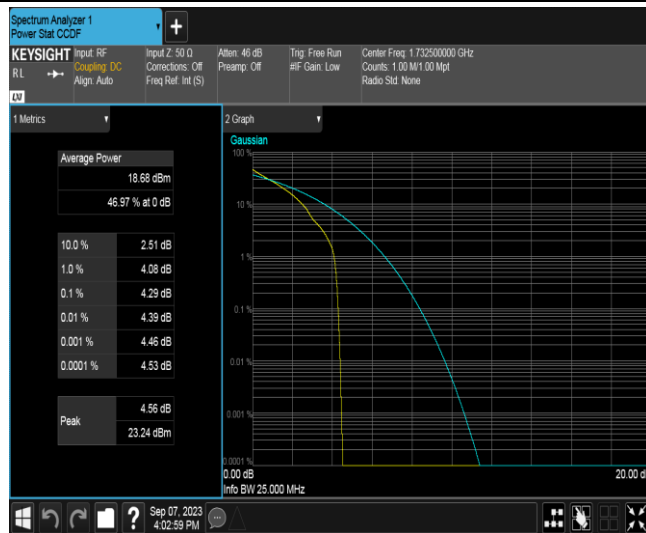 Spectrum Analyzer 1
Power Stat CCDF
KEYSIGHT
RL
Input: RF
Coupling: DC
Align: Auto
Input Z: 50 Ω
Corrections: Off
Freq Ref: Int (S)
Atten: 46 dB
Preamp: Off
Trig: Free Run
#IF Gain: Low
Center Freq: 1.732500000 GHz
Counts: 1.00 M/1.00 Mpt
Radio Std: None
1 Metrics
Average Power
18.68 dBm
46.97 % at 0 dB
10.0 % 2.51 dB
1.0 % 4.08 dB
0.1 % 4.29 dB
0.01 % 4.39 dB
0.001 % 4.46 dB
0.0001 % 4.53 dB
Peak
4.56 dB
23.24 dBm
2 Graph
Gaussian
100 %
10 %
1 %
0.1 %
0.01 %
0.001 %
0.0001 %
0.00 dB
20.00 d
Info BW 25.000 MHz
Sep 07, 2023
4:02:59 PM